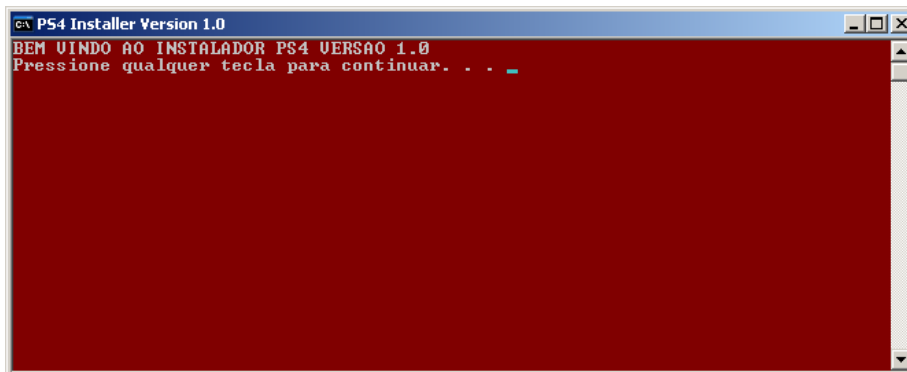 PS4 Installer Version 1.0
BEM VINDO AO INSTALADOR PS4 VERSAO 1.0
Pressione qualquer tecla para continuar. . .